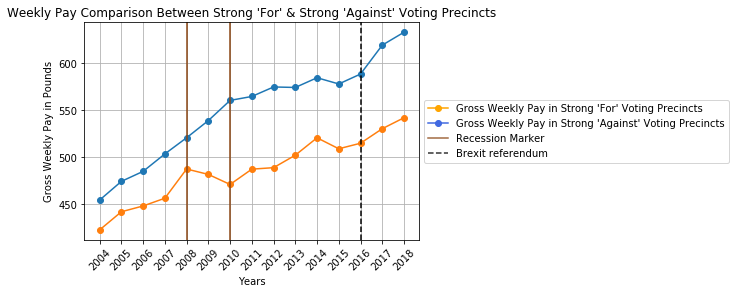 Weekly Pay Comparison Between Strong 'For' & Strong 'Against' Voting Precincts
Gross Weekly Pay in Pounds
600
550
500
450
2004 2005 2006 2007 2008 2009 2010 2011 2012 2013 2014 2015 2016 2017 2018
Years
Gross Weekly Pay in Strong 'For' Voting Precincts
Gross Weekly Pay in Strong 'Against' Voting Precincts
Recession Marker
Brexit referendum